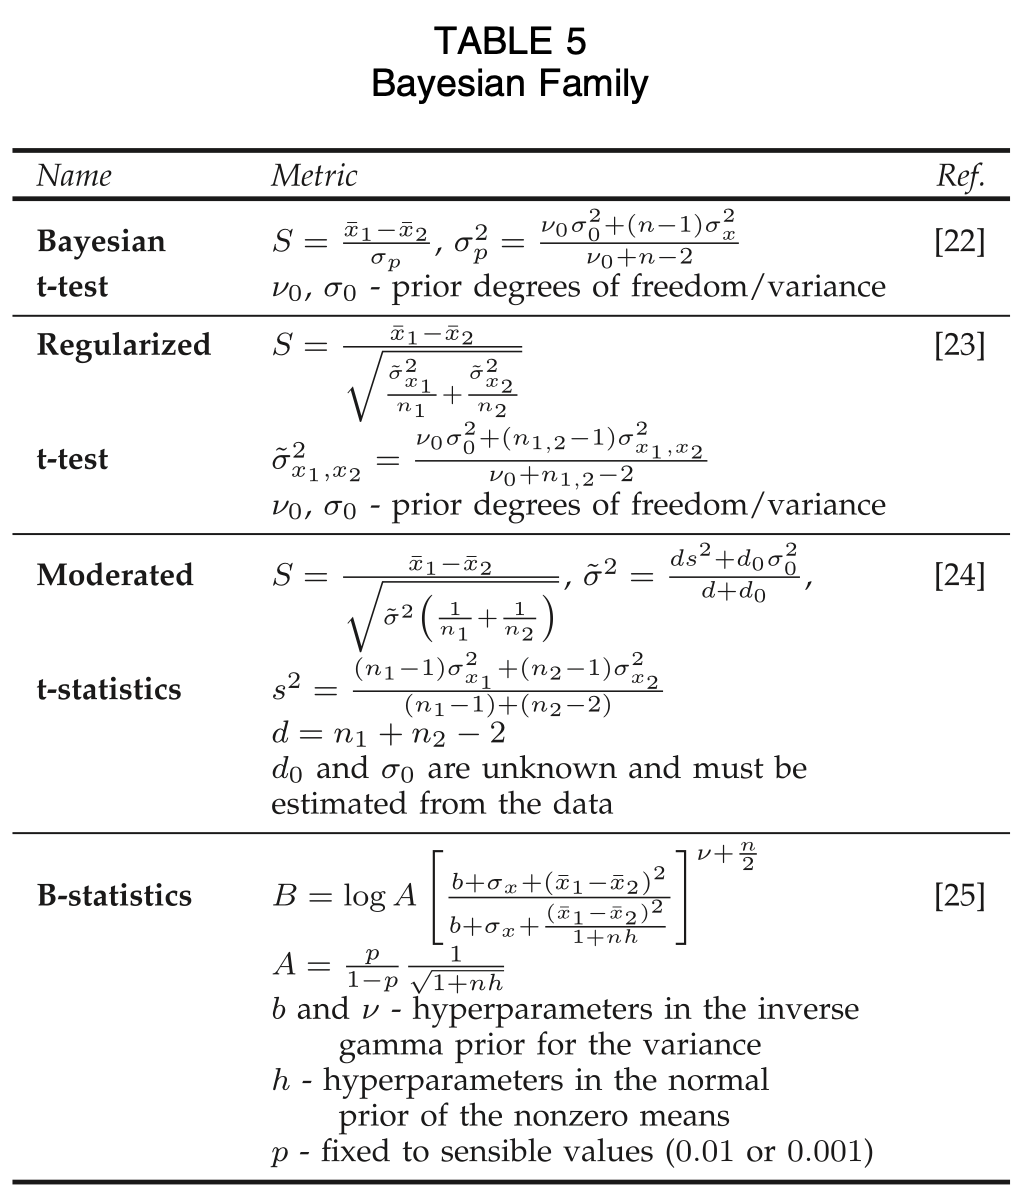 TABLE 5
Bayesian Family
Name Metric Ref.
Bayesian $S = \frac{\bar{x}_1 - \bar{x}_2}{\sigma_p}$, $\sigma_p^2 = \frac{\nu_0 \sigma_0^2 + (n-1)\sigma_x^2}{\nu_0 + n - 2}$ [22]
t-test $\nu_0$, $\sigma_0$ - prior degrees of freedom/variance
Regularized $S = \frac{\bar{x}_1 - \bar{x}_2}{\sqrt{\frac{\tilde{\sigma}_{x_1}^2}{n_1} + \frac{\tilde{\sigma}_{x_2}^2}{n_2}}}$ [23]
t-test $\tilde{\sigma}_{x_1,x_2}^2 = \frac{\nu_0 \sigma_0^2 + (n_{1,2}-1)\sigma_{x_1,x_2}^2}{\nu_0 + n_{1,2} - 2}$
$\nu_0$, $\sigma_0$ - prior degrees of freedom/variance
Moderated $S = \frac{\bar{x}_1 - \bar{x}_2}{\sqrt{\tilde{\sigma}^2 \left( \frac{1}{n_1} + \frac{1}{n_2} \right)}}$, $\tilde{\sigma}^2 = \frac{ds^2 + d_0 \sigma_0^2}{d + d_0}$, [24]
t-statistics $s^2 = \frac{(n_1-1)\sigma_{x_1}^2 + (n_2-1)\sigma_{x_2}^2}{(n_1-1)+(n_2-2)}$
$d = n_1 + n_2 - 2$
$d_0$ and $\sigma_0$ are unknown and must be
estimated from the data
B-statistics $B = \log A \left[ \frac{b + \sigma_x + (\bar{x}_1 - \bar{x}_2)^2}{b + \sigma_x + \frac{(\bar{x}_1 - \bar{x}_2)^2}{1+nh}} \right]^{\nu + \frac{n}{2}}$ [25]
$A = \frac{p}{1-p} \frac{1}{\sqrt{1+nh}}$
$b$ and $\nu$ - hyperparameters in the inverse
gamma prior for the variance
$h$ - hyperparameters in the normal
prior of the nonzero means
$p$ - fixed to sensible values (0.01 or 0.001)